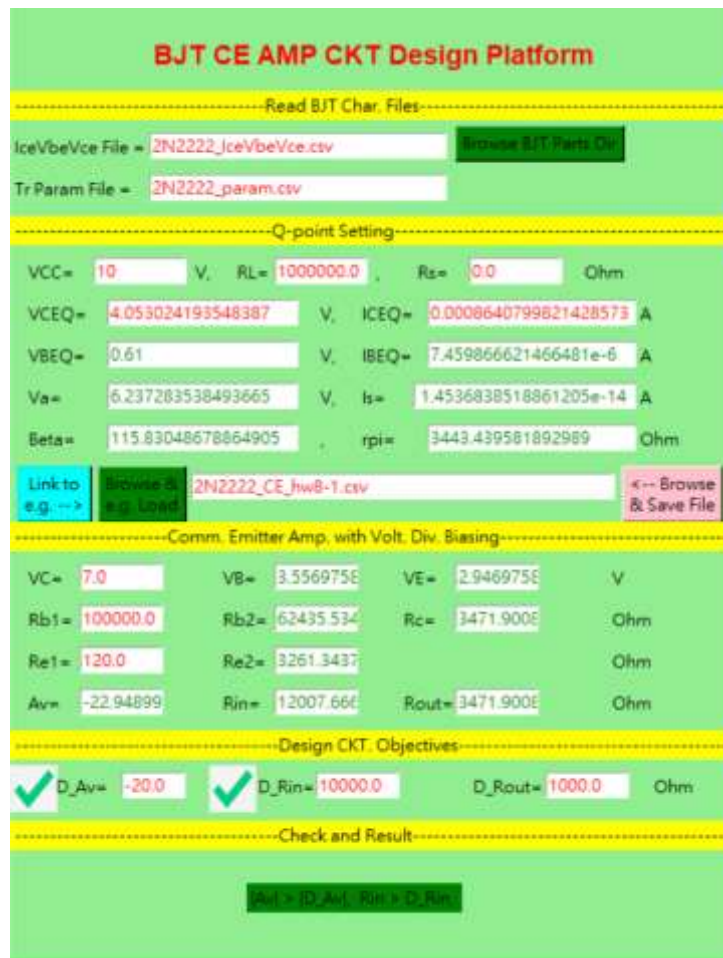 BJT CE AMP CKT Design Platform
Read BJT Char. Files
IceVbeVce File = 2N2222_IceVbeVce.csv Browse BJT Parts Dir
Tr Param File = 2N2222_param.csv
Q-point Setting
VCC= 10 V, RL= 1000000.0 , Rs= 0.0 Ohm
VCEQ= 4.053024193548387 V, ICEQ= 0.0008640799821428573 A
VBEQ= 0.61 V, IBEQ= 7.459866621466481e-6 A
Va= 6.237283538493665 V, Is= 1.4536838518861205e-14 A
Beta= 115.83048678864905 , rpi= 3443.439581892989 Ohm
Link to e.g. --> Browse & e.g. Load 2N2222_CE_hw8-1.csv <-- Browse & Save File
Comm. Emitter Amp. with Volt. Div. Biasing
VC= 7.0 VB= 3.5569758 VE= 2.9469758 V
Rb1= 100000.0 Rb2= 62435.534 Rc= 3471.9008 Ohm
Re1= 120.0 Re2= 3261.3437 Ohm
Av= -22.94899 Rin= 12007.666 Rout= 3471.9008 Ohm
Design CKT. Objectives
D_Av= -20.0 D_Rin= 10000.0 D_Rout= 1000.0 Ohm
Check and Result
|Av| > |D_Av|, Rin > D_Rin